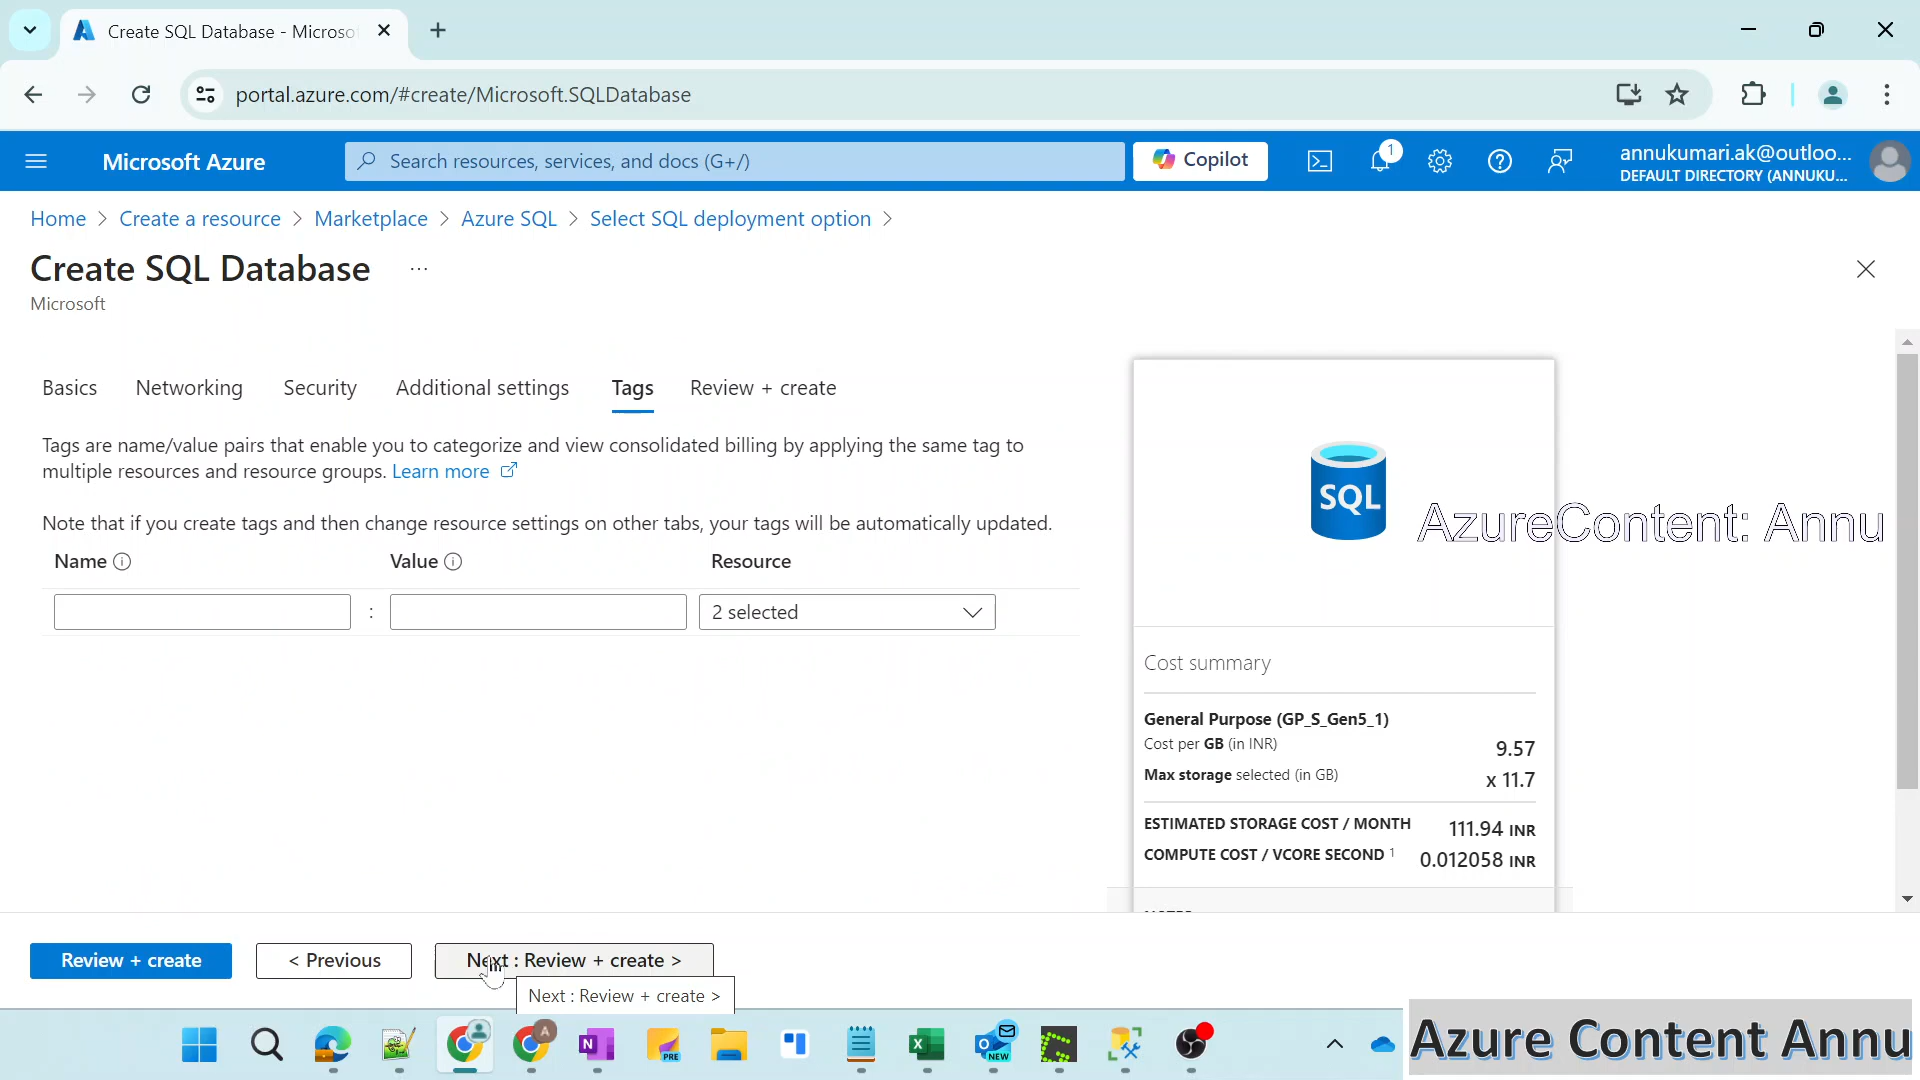 Create SQL Database - Microso
portal.azure.com/#create/Microsoft.SQLDatabase
Microsoft Azure
Search resources, services, and docs (G+/)
Copilot
1
annukumari.ak@outloo...
DEFAULT DIRECTORY (ANNUKU...
Home > Create a resource > Marketplace > Azure SQL > Select SQL deployment option >
Create SQL Database ...
Microsoft
Basics Networking Security Additional settings Tags Review + create
Tags are name/value pairs that enable you to categorize and view consolidated billing by applying the same tag to
multiple resources and resource groups. Learn more
Note that if you create tags and then change resource settings on other tabs, your tags will be automatically updated.
Name Value Resource
: 2 selected
SQL
AzureContent: Annu
Cost summary
General Purpose (GP_S_Gen5_1)
Cost per GB (in INR) 9.57
Max storage selected (in GB) x 11.7
ESTIMATED STORAGE COST / MONTH 111.94 INR
COMPUTE COST / VCORE SECOND 1 0.012058 INR
Review + create < Previous Next : Review + create >
Next : Review + create >
A
N
PRE
NEW
Azure Content Annu